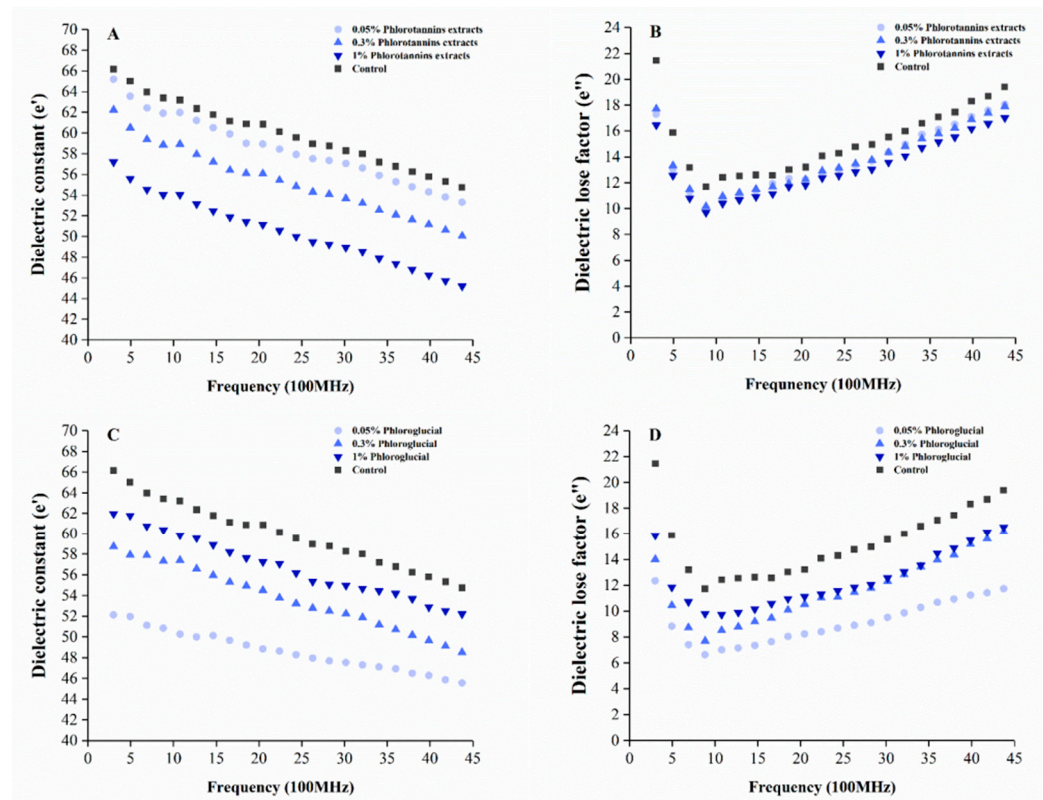 A
0.05% Phlorotannins extracts
0.3% Phlorotannins extracts
1% Phlorotannins extracts
Control
Dielectric constant (e')
70
68
66
64
62
60
58
56
54
52
50
48
46
44
42
40
0 5 10 15 20 25 30 35 40 45
Frequency (100MHz)
B
0.05% Phlorotannins extracts
0.3% Phlorotannins extracts
1% Phlorotannins extracts
Control
Dielectric lose factor (e'')
24
22
20
18
16
14
12
10
8
6
4
2
0
0 5 10 15 20 25 30 35 40 45
Frequnency (100MHz)
C
0.05% Phloroglucial
0.3% Phloroglucial
1% Phloroglucial
Control
Dielectric constant (e')
70
68
66
64
62
60
58
56
54
52
50
48
46
44
42
40
0 5 10 15 20 25 30 35 40 45
Frequency (100MHz)
D
0.05% Phloroglucial
0.3% Phloroglucial
1% Phloroglucial
Control
Dielectric lose factor (e'')
24
22
20
18
16
14
12
10
8
6
4
2
0
0 5 10 15 20 25 30 35 40 45
Frequency (100MHz)